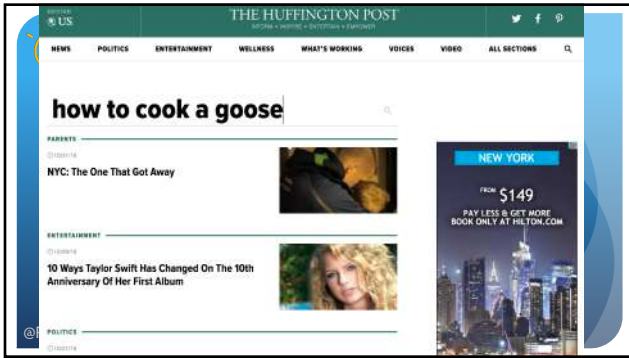 EDITION
US
THE HUFFINGTON POST
INFORM • INSPIRE • ENTERTAIN • EMPOWER
NEWS POLITICS ENTERTAINMENT WELLNESS WHAT'S WORKING VOICES VIDEO ALL SECTIONS
how to cook a goose
PARENTS
NYC: The One That Got Away
ENTERTAINMENT
10 Ways Taylor Swift Has Changed On The 10th
Anniversary Of Her First Album
POLITICS
NEW YORK
FROM $149
PAY LESS & GET MORE
BOOK ONLY AT HILTON.COM